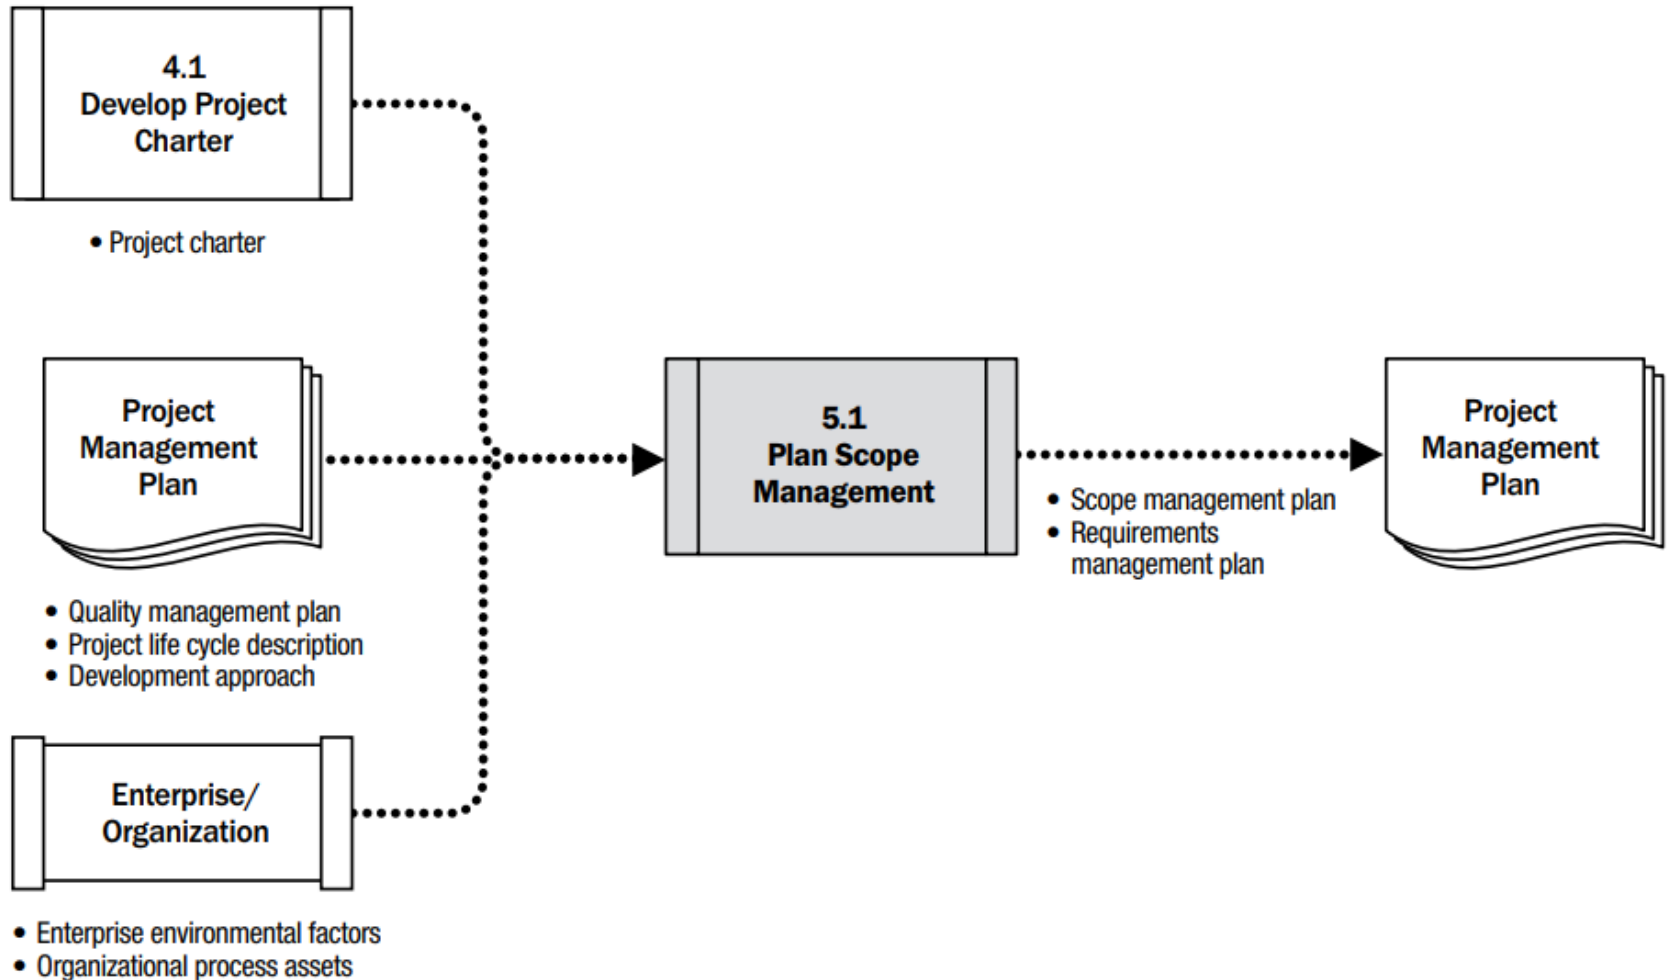 4.1
Develop Project
Charter
• Project charter
Project
Management
Plan
• Quality management plan
• Project life cycle description
• Development approach
Enterprise/
Organization
• Enterprise environmental factors
• Organizational process assets
5.1
Plan Scope
Management
• Scope management plan
• Requirements
management plan
Project
Management
Plan